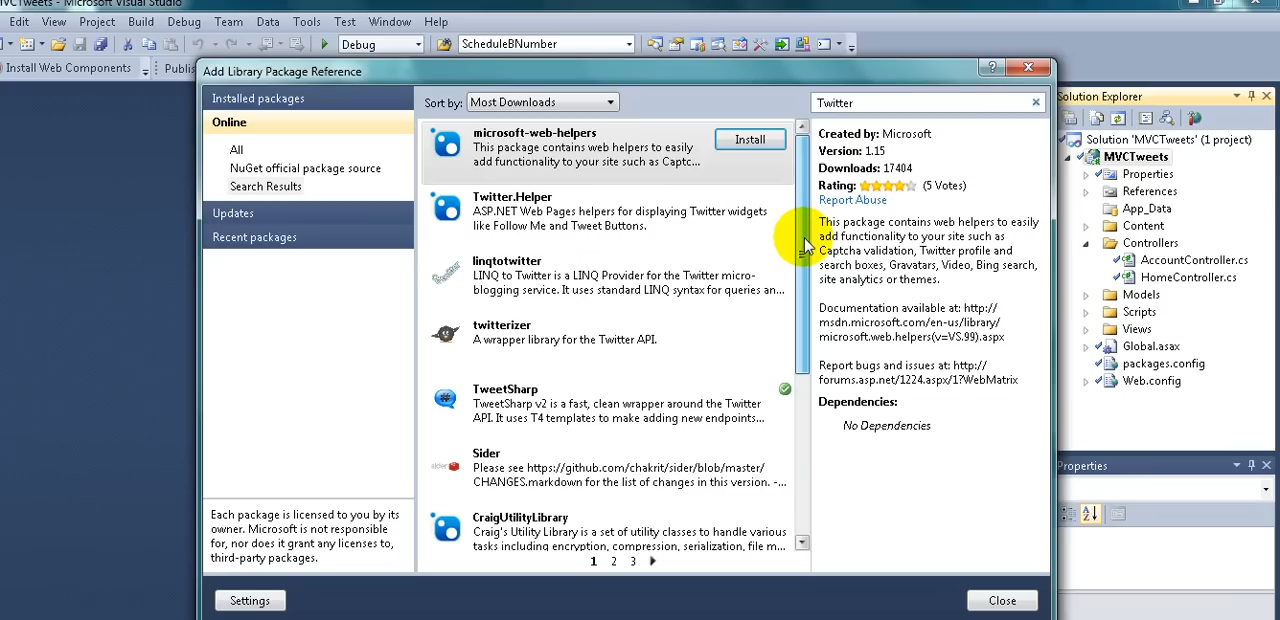 MVCTweets - Microsoft Visual Studio
Edit View Project Build Debug Team Data Tools Test Window Help
Debug ScheduleBNumber
Install Web Components Publis
Add Library Package Reference
Installed packages
Online
All
NuGet official package source
Search Results
Updates
Recent packages
Each package is licensed to you by its
owner. Microsoft is not responsible
for, nor does it grant any licenses to,
third-party packages.
Settings
Sort by: Most Downloads
microsoft-web-helpers
This package contains web helpers to easily
add functionality to your site such as Captc...
Install
Twitter.Helper
ASP.NET Web Pages helpers for displaying Twitter widgets
like Follow Me and Tweet Buttons.
linqtotwitter
LINQ to Twitter is a LINQ Provider for the Twitter micro-
blogging service. It uses standard LINQ syntax for queries an...
twitterizer
A wrapper library for the Twitter API.
TweetSharp
TweetSharp v2 is a fast, clean wrapper around the Twitter
API. It uses T4 templates to make adding new endpoints...
sider
Sider
Please see https://github.com/chakrit/sider/blob/master/
CHANGES.markdown for the list of changes in this version. -...
CraigUtilityLibrary
Craig's Utility Library is a set of utility classes to handle various
tasks including encryption, compression, serialization, file m...
1 2 3
Twitter
Created by: Microsoft
Version: 1.15
Downloads: 17404
Rating: (5 Votes)
Report Abuse
This package contains web helpers to easily
add functionality to your site such as
Captcha validation, Twitter profile and
search boxes, Gravatars, Video, Bing search,
site analytics or themes.
Documentation available at: http://
msdn.microsoft.com/en-us/library/
microsoft.web.helpers(v=VS.99).aspx
Report bugs and issues at: http://
forums.asp.net/1224.aspx/1?WebMatrix
Dependencies:
No Dependencies
Close
Solution Explorer
Solution 'MVCTweets' (1 project)
MVCTweets
Properties
References
App_Data
Content
Controllers
AccountController.cs
HomeController.cs
Models
Scripts
Views
Global.asax
packages.config
Web.config
Properties